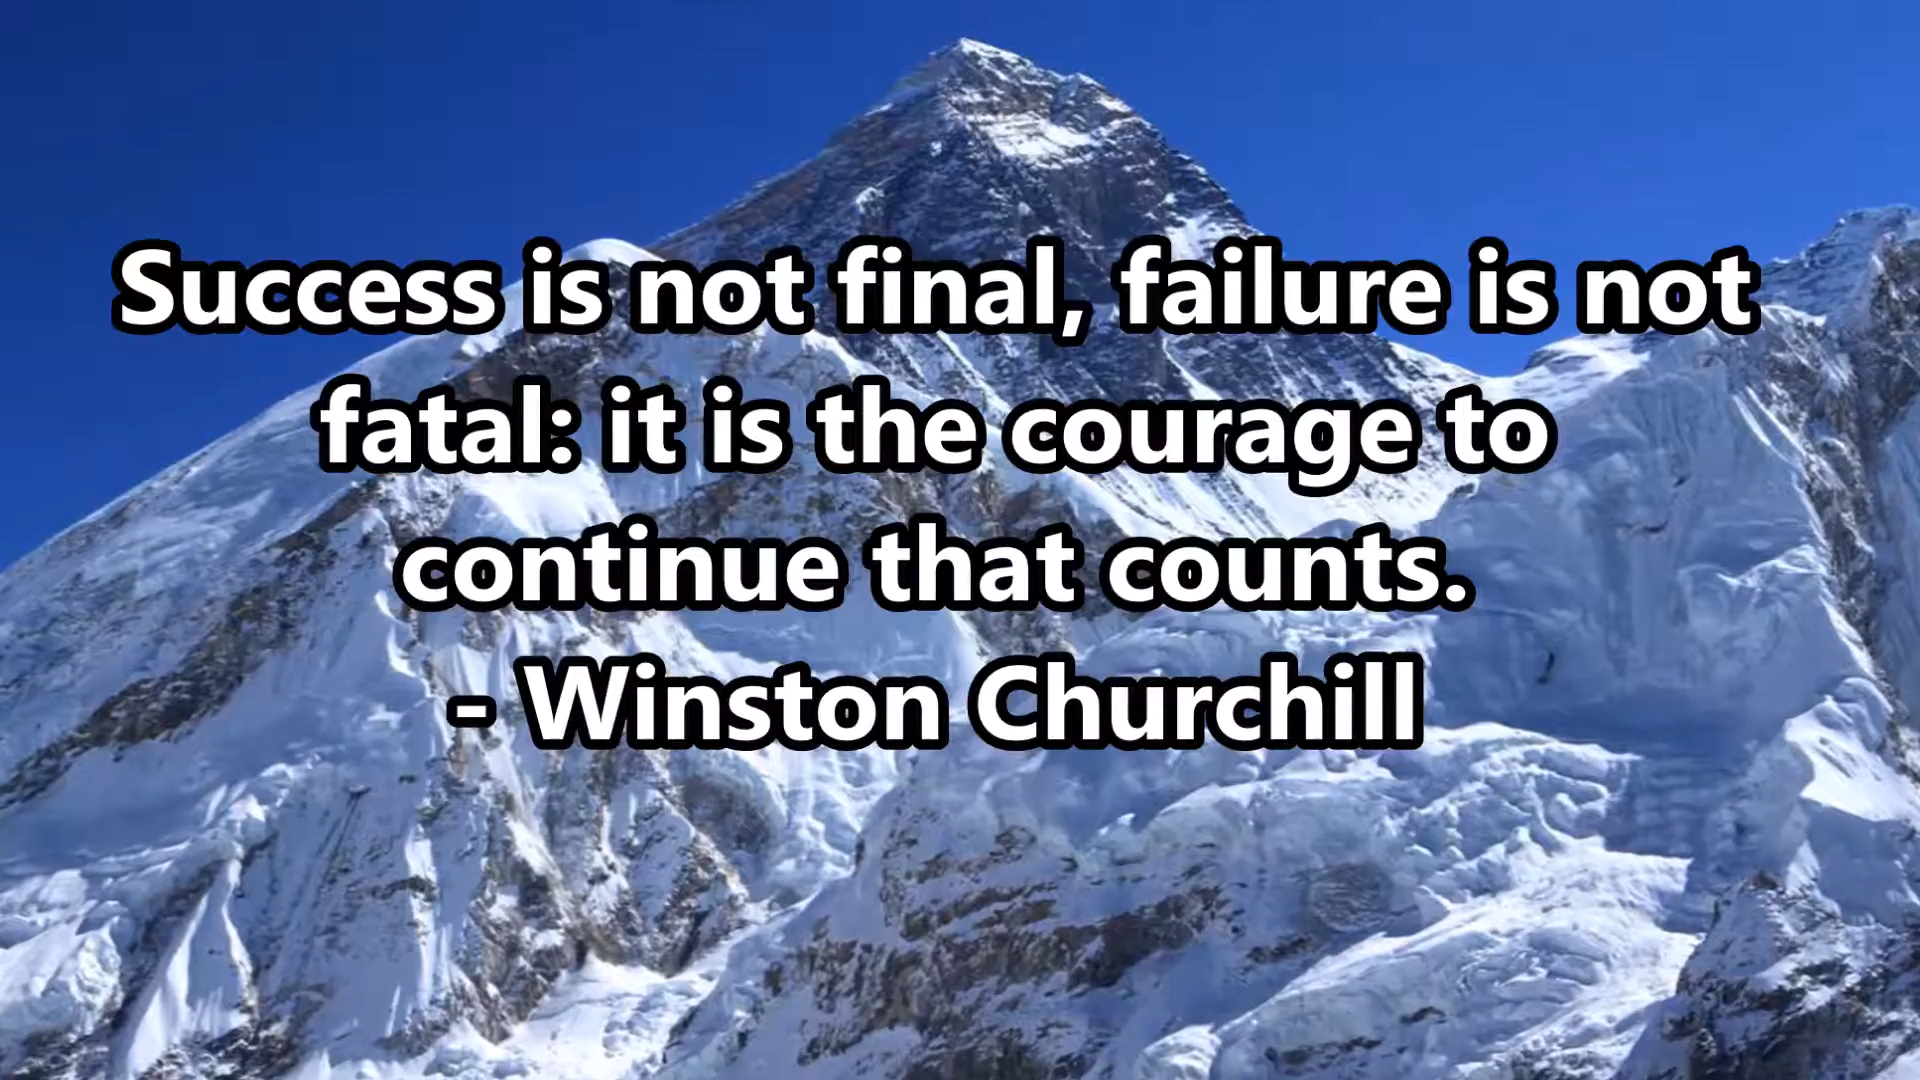 Success is not final, failure is not
fatal: it is the courage to
continue that counts.
- Winston Churchill